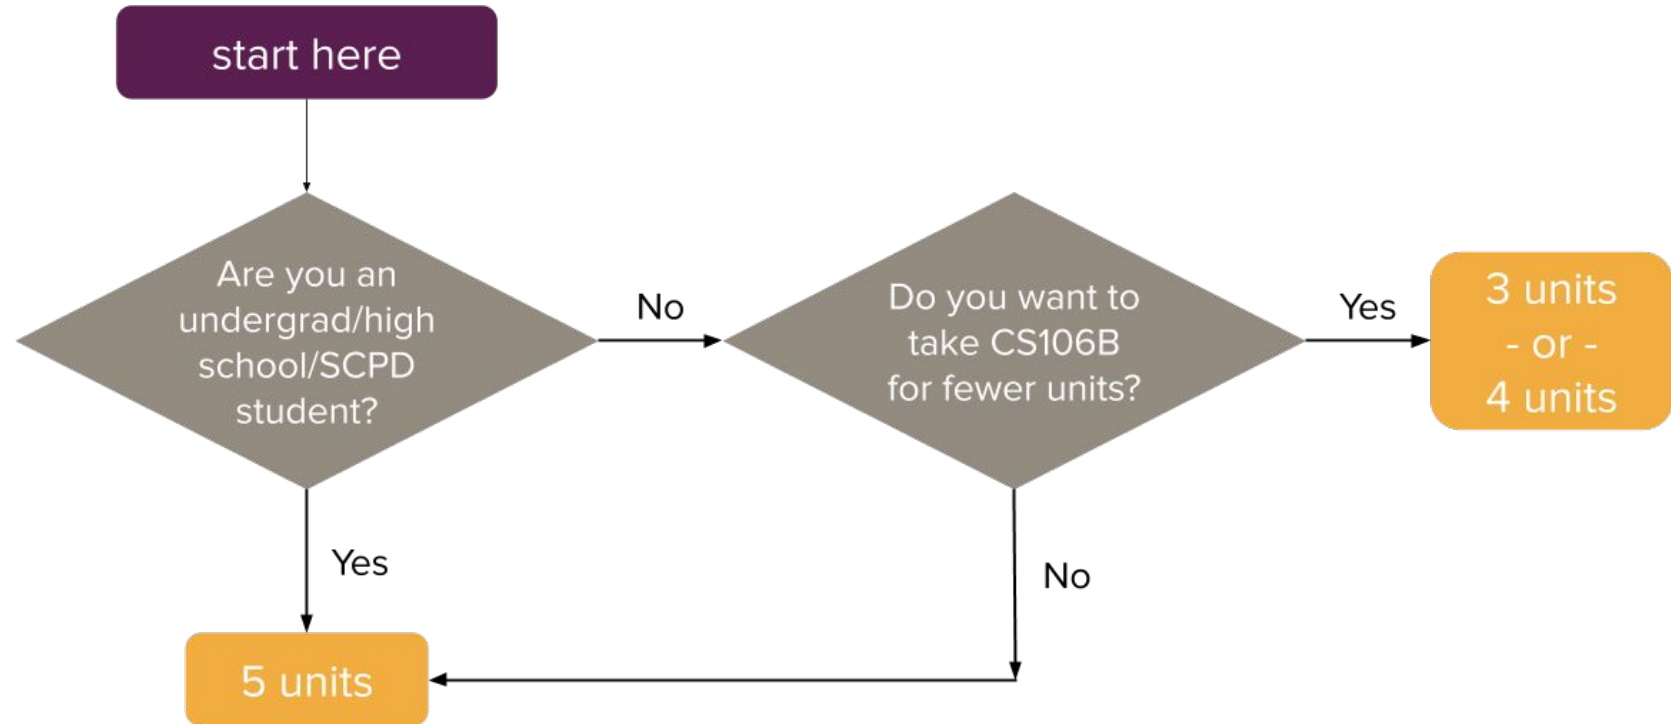 start here
Are you an
undergrad/high
school/SCPD
student?
No
Do you want to
take CS106B
for fewer units?
Yes
3 units
- or -
4 units
Yes
No
5 units